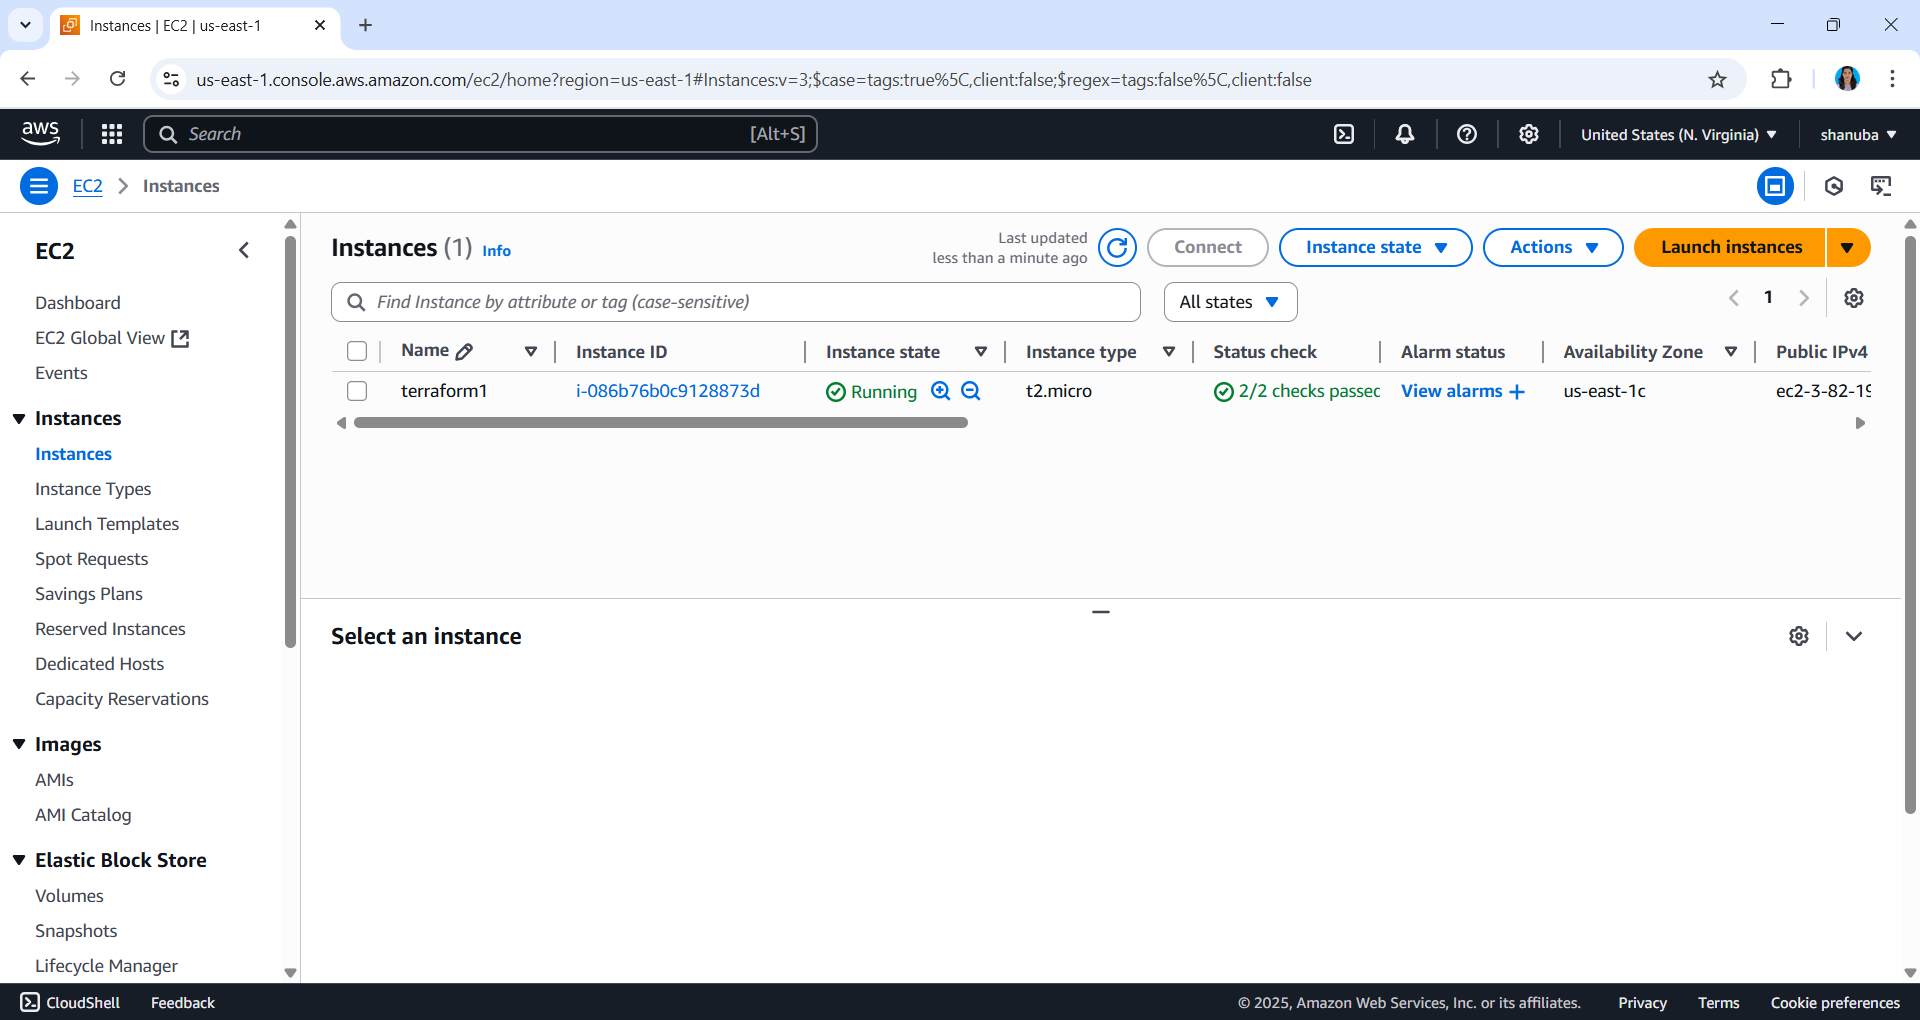 Instances | EC2 | us-east-1
us-east-1.console.aws.amazon.com/ec2/home?region=us-east-1#Instances:v=3;$case=tags:true%5C,client:false;$regex=tags:false%5C,client:false
aws
Search [Alt+S]
United States (N. Virginia)
shanuba
EC2 Instances
EC2
Dashboard
EC2 Global View
Events
Instances
Instances
Instance Types
Launch Templates
Spot Requests
Savings Plans
Reserved Instances
Dedicated Hosts
Capacity Reservations
Images
AMIs
AMI Catalog
Elastic Block Store
Volumes
Snapshots
Lifecycle Manager
Instances (1) Info
Last updated
less than a minute ago
Connect
Instance state
Actions
Launch instances
Find Instance by attribute or tag (case-sensitive)
All states
1
Name Instance ID Instance state Instance type Status check Alarm status Availability Zone Public IPv4
terraform1 i-086b76b0c9128873d Running t2.micro 2/2 checks passed View alarms + us-east-1c ec2-3-82-19
Select an instance
CloudShell Feedback © 2025, Amazon Web Services, Inc. or its affiliates. Privacy Terms Cookie preferences